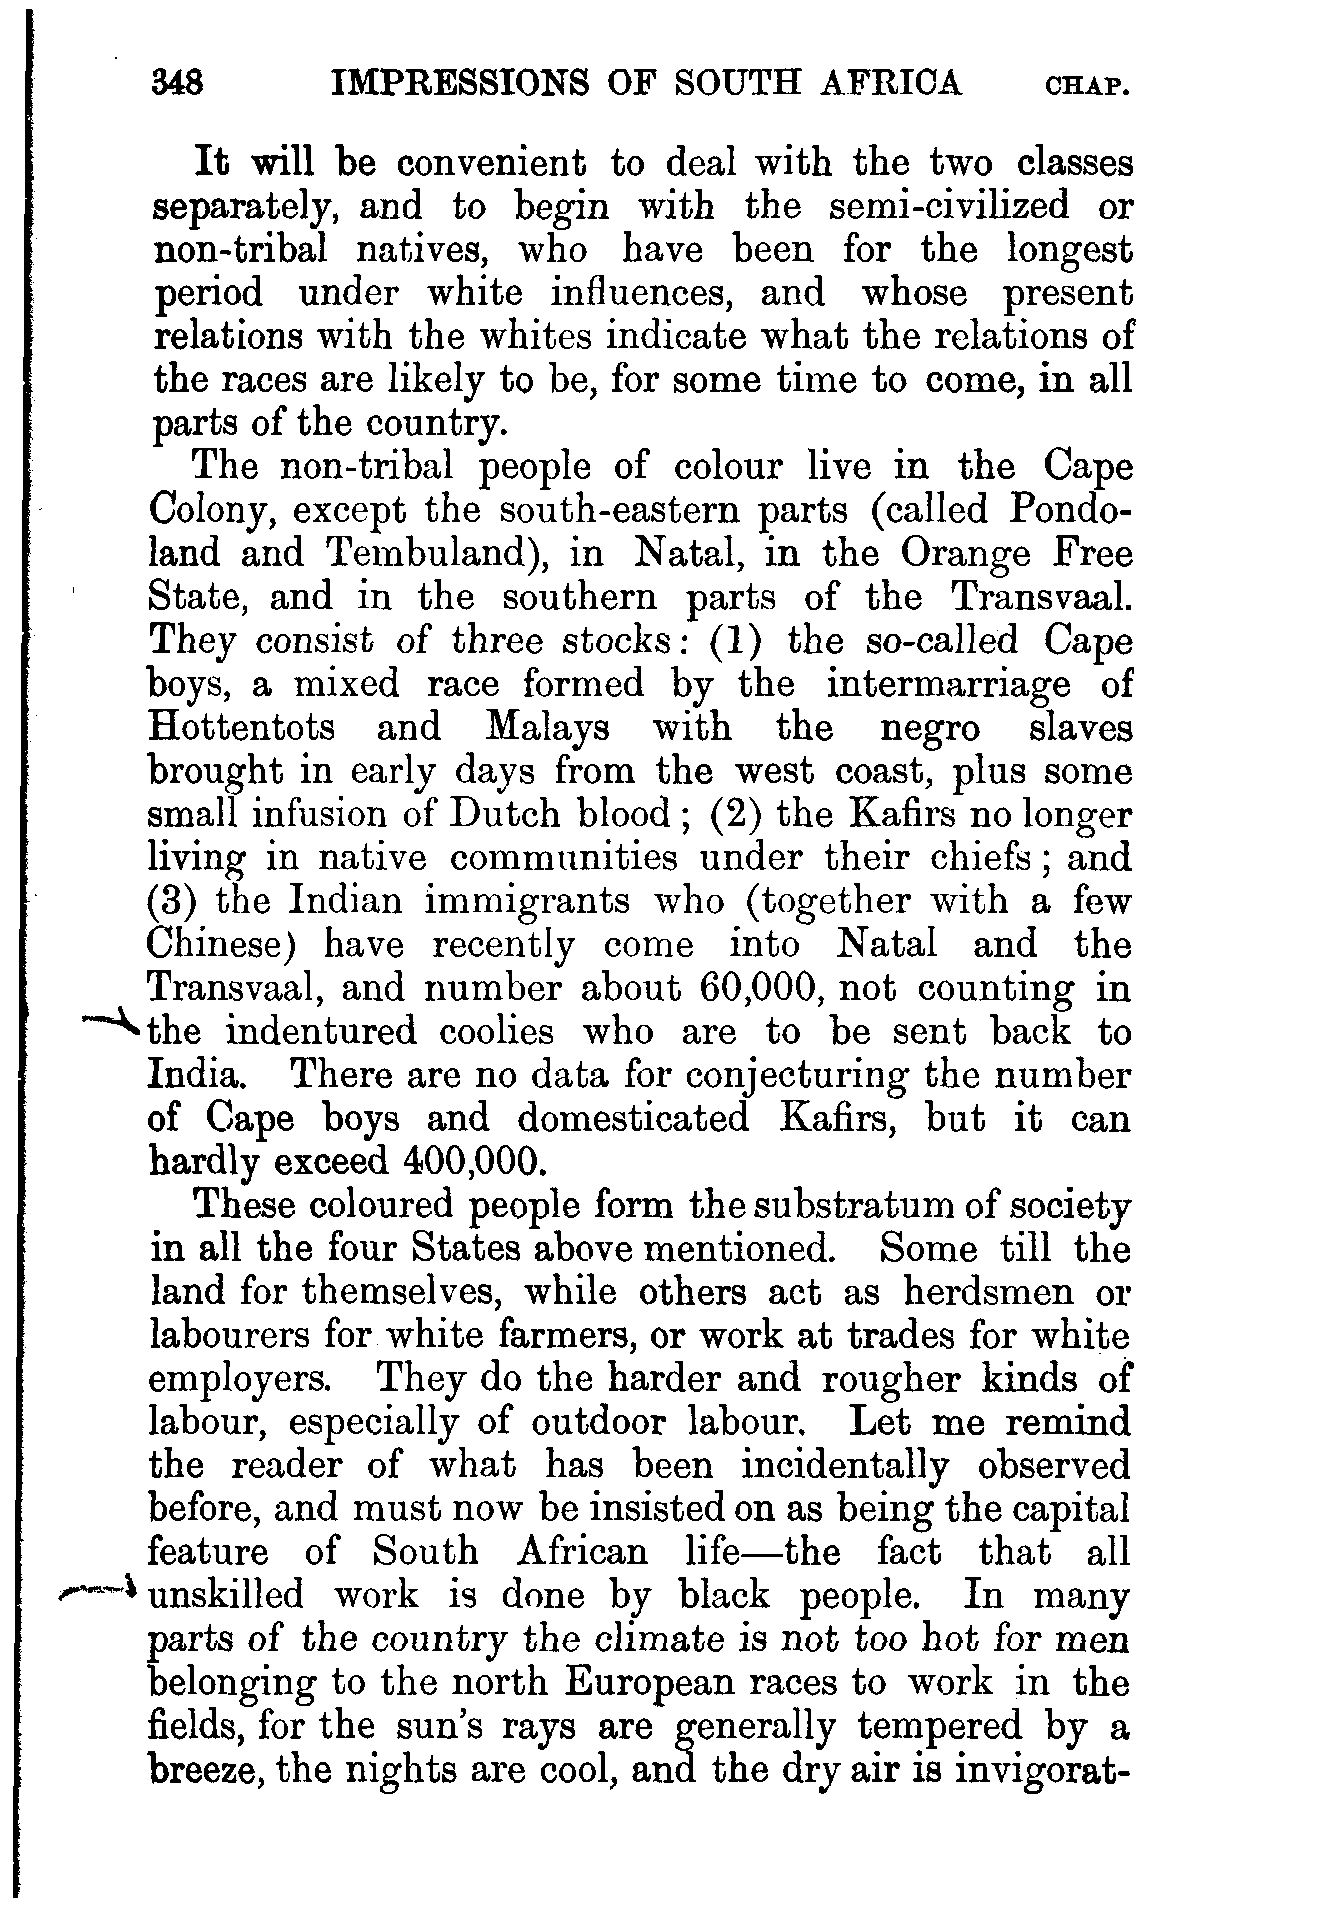 348 IMPRESSIONS OF SOUTH AFRICA CHAP.
It will be convenient to deal with the two classes
separately, and to begin with the semi-civilized or
non-tribal natives, who have been for the longest
period under white influences, and whose present
relations with the whites indicate what the relations of
the races are likely to be, for some time to come, in all
parts of the country.
The non-tribal people of colour live in the Cape
Colony, except the south-eastern parts (called Pondo-
land and Tembuland), in Natal, in the Orange Free
State, and in the southern parts of the Transvaal.
They consist of three stocks: (1) the so-called Cape
boys, a mixed race formed by the intermarriage of
Hottentots and Malays with the negro slaves
brought in early days from the west coast, plus some
small infusion of Dutch blood; (2) the Kafirs no longer
living in native communities under their chiefs; and
(3) the Indian immigrants who (together with a few
Chinese) have recently come into Natal and the
Transvaal, and number about 60,000, not counting in
the indentured coolies who are to be sent back to
India. There are no data for conjecturing the number
of Cape boys and domesticated Kafirs, but it can
hardly exceed 400,000.
These coloured people form the substratum of society
in all the four States above mentioned. Some till the
land for themselves, while others act as herdsmen or
labourers for white farmers, or work at trades for white
employers. They do the harder and rougher kinds of
labour, especially of outdoor labour. Let me remind
the reader of what has been incidentally observed
before, and must now be insisted on as being the capital
feature of South African life—the fact that all
unskilled work is done by black people. In many
parts of the country the climate is not too hot for men
belonging to the north European races to work in the
fields, for the sun's rays are generally tempered by a
breeze, the nights are cool, and the dry air is invigorat-